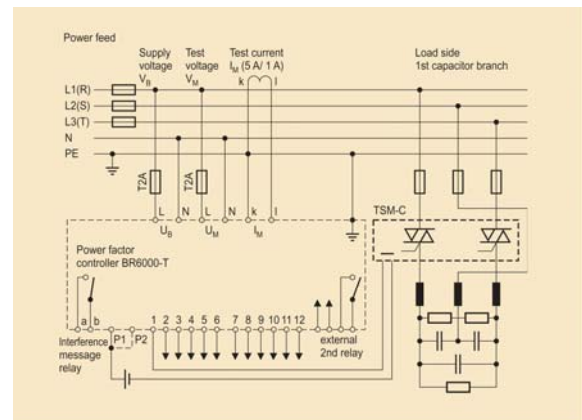 Power feed
Supply voltage V_B
Test voltage V_M
Test current I_M (5 A/ 1 A)
k l
Load side
1st capacitor branch
L1(R)
L2(S)
L3(T)
N
PE
T2A T2A
L N L N k l
U_B U_M I_M
TSM-C
Power factor
controller BR6000-T
a b
P1 P2
1 2 3 4 5 6 7 8 9 10 11 12
Interference
message
relay
external
2nd relay